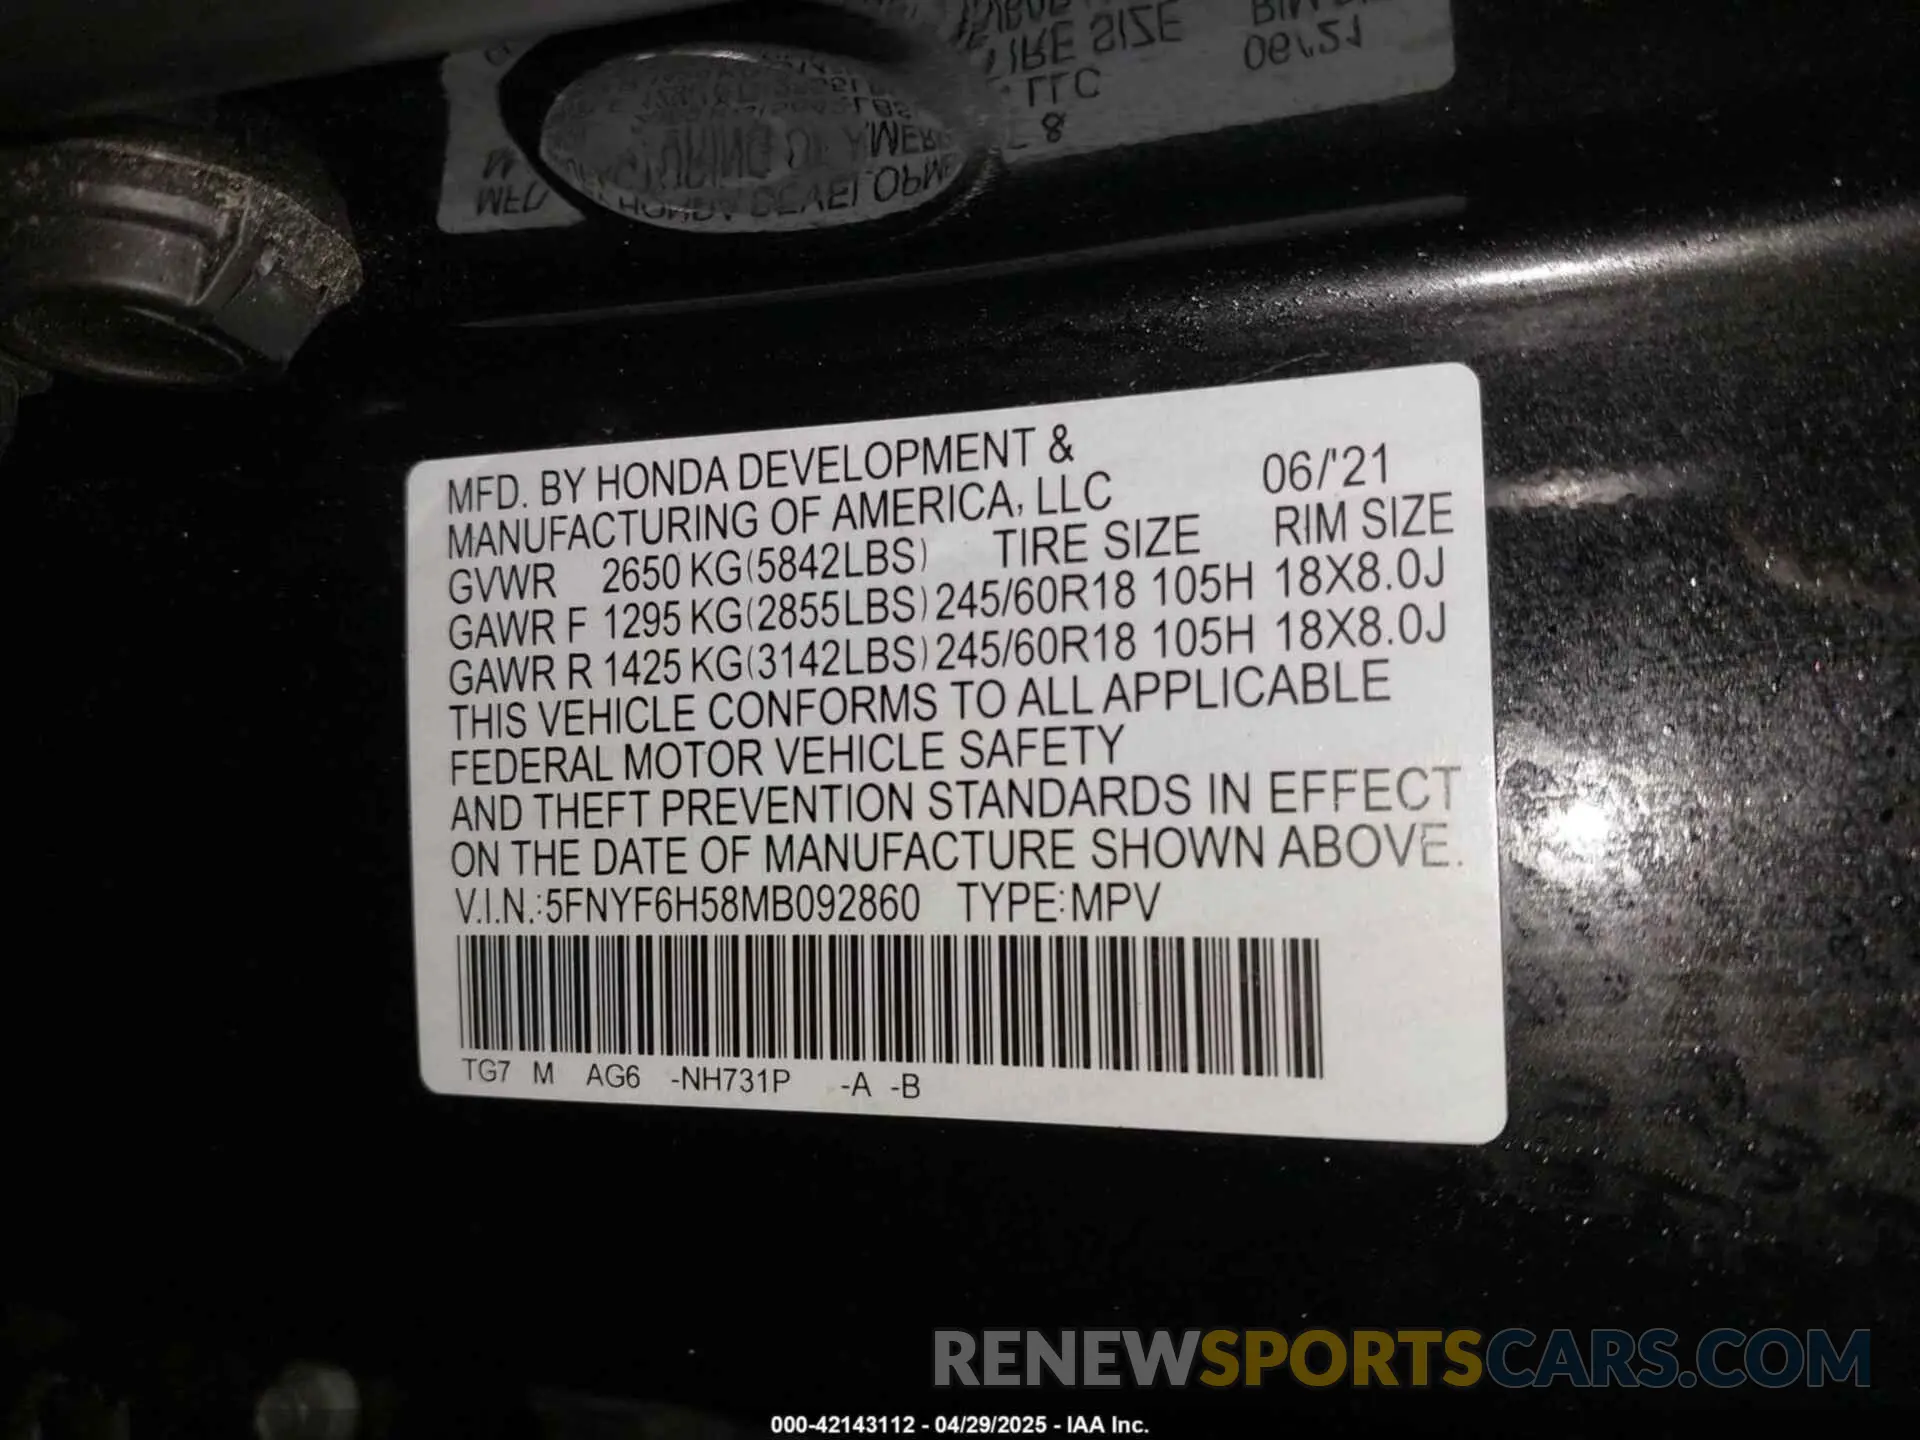 MFD. BY HONDA DEVELOPMENT &
MANUFACTURING OF AMERICA, LLC 06/'21
GVWR 2650 KG(5842LBS) TIRE SIZE RIM SIZE
GAWR F 1295 KG(2855LBS) 245/60R18 105H 18X8.0J
GAWR R 1425 KG(3142LBS) 245/60R18 105H 18X8.0J
THIS VEHICLE CONFORMS TO ALL APPLICABLE
FEDERAL MOTOR VEHICLE SAFETY
AND THEFT PREVENTION STANDARDS IN EFFECT
ON THE DATE OF MANUFACTURE SHOWN ABOVE.
V.I.N.:5FNYF6H58MB092860 TYPE:MPV
TG7 M AG6 -NH731P -A -B
RENEWSPORTSCARS.COM
000-42143112 - 04/29/2025 - IAA Inc.